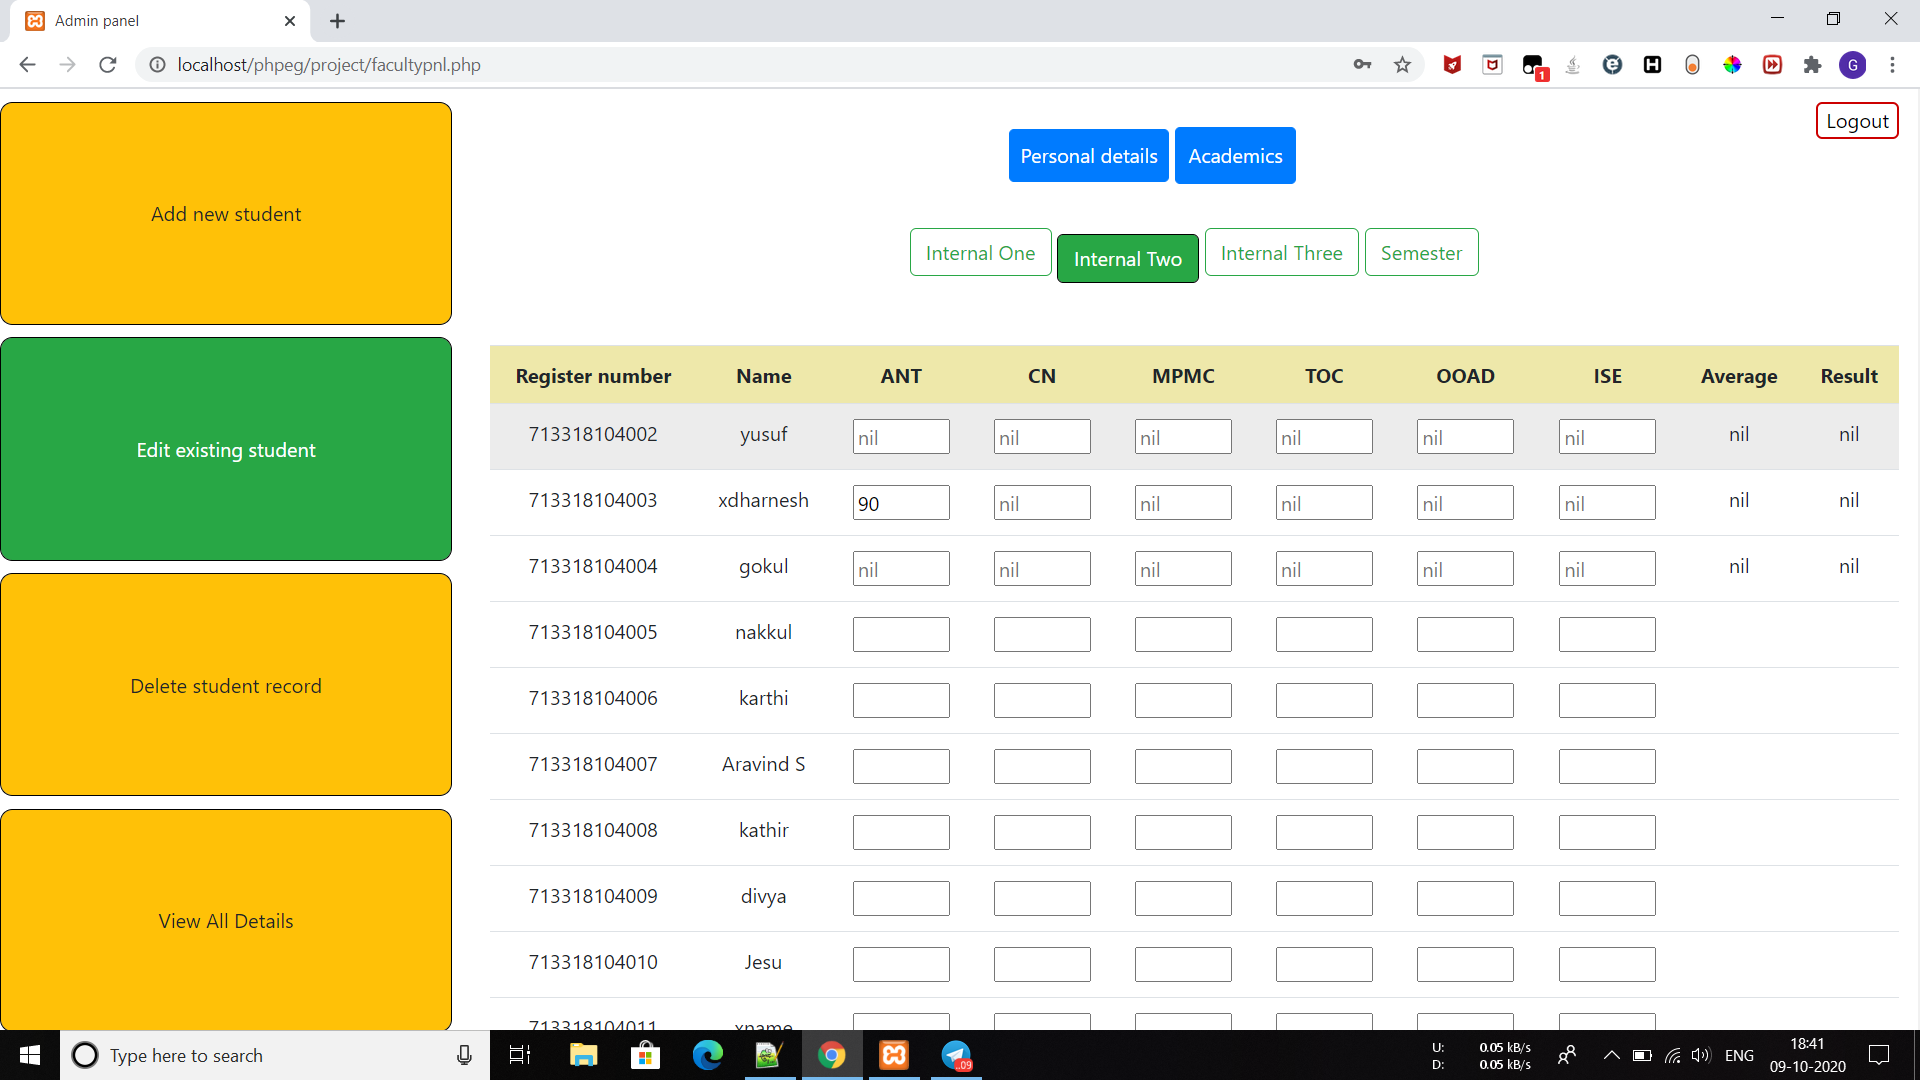 Admin panel
localhost/phpeg/project/facultypnl.php
1
G
Logout
Personal details Academics
Internal One Internal Two Internal Three Semester
Add new student
Edit existing student
Delete student record
View All Details
Register number Name ANT CN MPMC TOC OOAD ISE Average Result
713318104002 yusuf nil nil nil nil nil nil nil nil
713318104003 xdharnesh 90 nil nil nil nil nil nil nil
713318104004 gokul nil nil nil nil nil nil nil nil
713318104005 nakkul
713318104006 karthi
713318104007 Aravind S
713318104008 kathir
713318104009 divya
713318104010 Jesu
713318104011 xname
Type here to search
U: 0.05 kB/s
D: 0.05 kB/s
ENG
18:41
09-10-2020